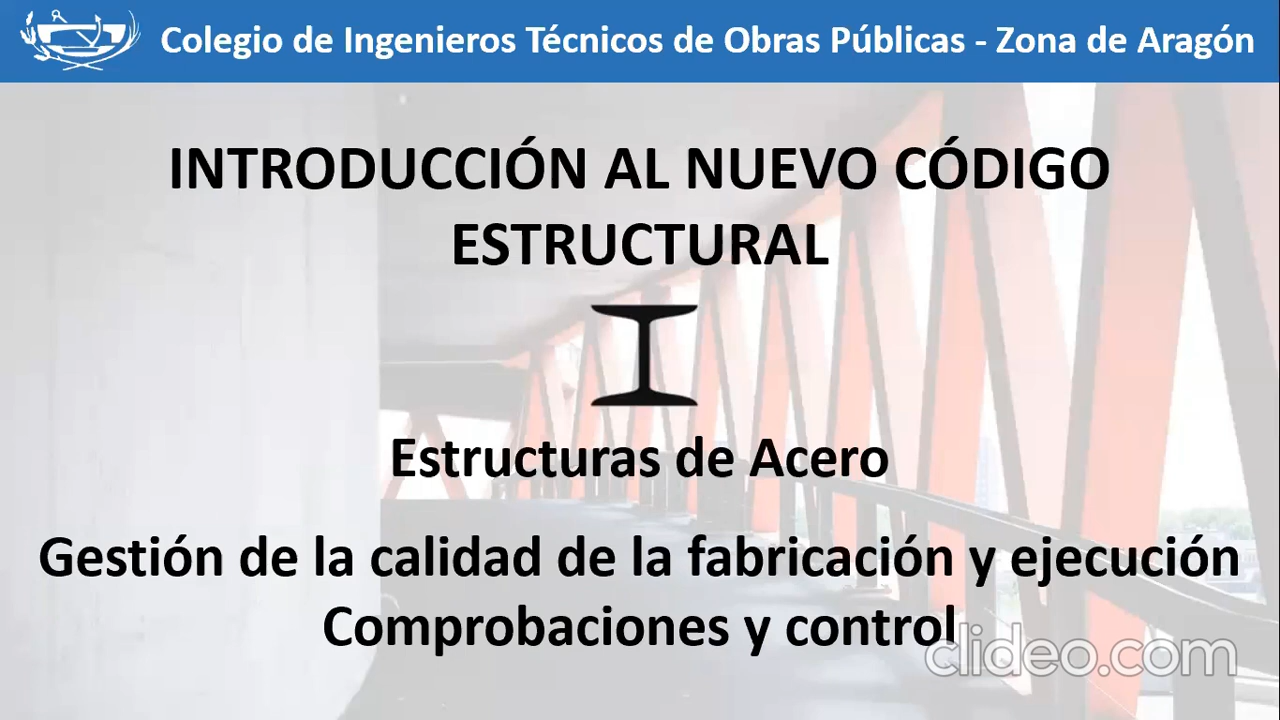 Colegio de Ingenieros Técnicos de Obras Públicas - Zona de Aragón
INTRODUCCIÓN AL NUEVO CÓDIGO
ESTRUCTURAL
Estructuras de Acero
Gestión de la calidad de la fabricación y ejecución
Comprobaciones y control
clideo.com